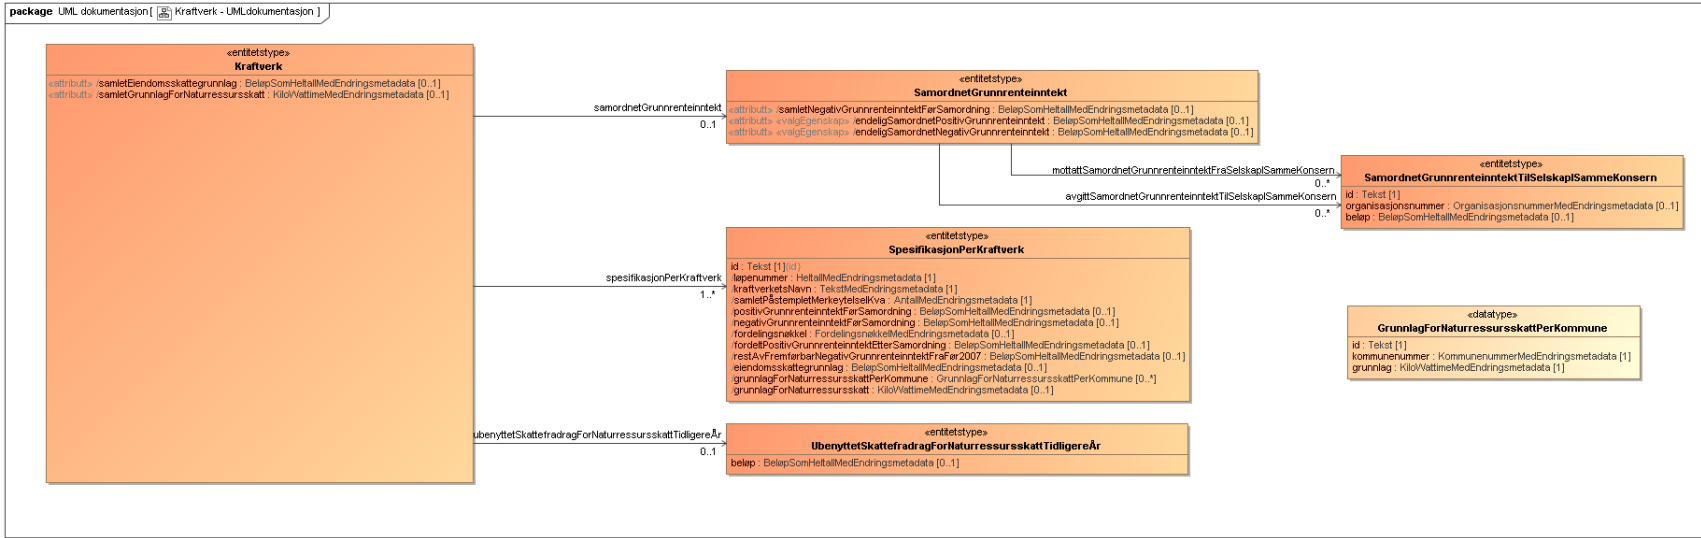 package UML dokumentasjon [ Kraftverk - UMLdokumentasjon ]
«entitetstype»
Kraftverk
«attributt» /samletEiendomsskattegrunnlag : BeløpSomHeltallMedEndringsmetadata [0..1]
«attributt» /samletGrunnlagForNaturressursskatt : KiloWattimeMedEndringsmetadata [0..1]
samordnetGrunnrenteinntekt
0..1
«entitetstype»
SamordnetGrunnrenteinntekt
«attributt» /samletNegativGrunnrenteinntektFørSamordning : BeløpSomHeltallMedEndringsmetadata [0..1]
«attributt» «valgEgenskap» /endeligSamordnetPositivGrunnrenteinntekt : BeløpSomHeltallMedEndringsmetadata [0..1]
«attributt» «valgEgenskap» /endeligSamordnetNegativGrunnrenteinntekt : BeløpSomHeltallMedEndringsmetadata [0..1]
mottattSamordnetGrunnrenteinntektFraSelskapISammeKonsern
0..*
avgittSamordnetGrunnrenteinntektTilSelskapISammeKonsern
0..*
«entitetstype»
SamordnetGrunnrenteinntektTilSelskapISammeKonsern
id : Tekst [1]
organisasjonsnummer : OrganisasjonsnummerMedEndringsmetadata [0..1]
beløp : BeløpSomHeltallMedEndringsmetadata [0..1]
spesifikasjonPerKraftverk
1..*
«entitetstype»
SpesifikasjonPerKraftverk
id : Tekst [1]{id}
/løpenummer : HeltallMedEndringsmetadata [1]
/kraftverketsNavn : TekstMedEndringsmetadata [1]
/samletPåstempletMerkeytelseIKva : AntallMedEndringsmetadata [1]
/positivGrunnrenteinntektFørSamordning : BeløpSomHeltallMedEndringsmetadata [0..1]
/negativGrunnrenteinntektFørSamordning : BeløpSomHeltallMedEndringsmetadata [0..1]
/fordelingsnøkkel : FordelingsnøkkelMedEndringsmetadata [0..1]
/fordeltPositivGrunnrenteinntektEtterSamordning : BeløpSomHeltallMedEndringsmetadata [0..1]
/restAvFremførbarNegativGrunnrenteinntektFraFør2007 : BeløpSomHeltallMedEndringsmetadata [0..1]
/eiendomsskattegrunnlag : BeløpSomHeltallMedEndringsmetadata [0..1]
/grunnlagForNaturressursskattPerKommune : GrunnlagForNaturressursskattPerKommune [0..*]
/grunnlagForNaturressursskatt : KiloWattimeMedEndringsmetadata [0..1]
«datatype»
GrunnlagForNaturressursskattPerKommune
id : Tekst [1]
kommunenummer : KommunenummerMedEndringsmetadata [1]
grunnlag : KiloWattimeMedEndringsmetadata [1]
ubenyttetSkattefradragForNaturressursskattTidligereÅr
0..1
«entitetstype»
UbenyttetSkattefradragForNaturressursskattTidligereÅr
beløp : BeløpSomHeltallMedEndringsmetadata [0..1]